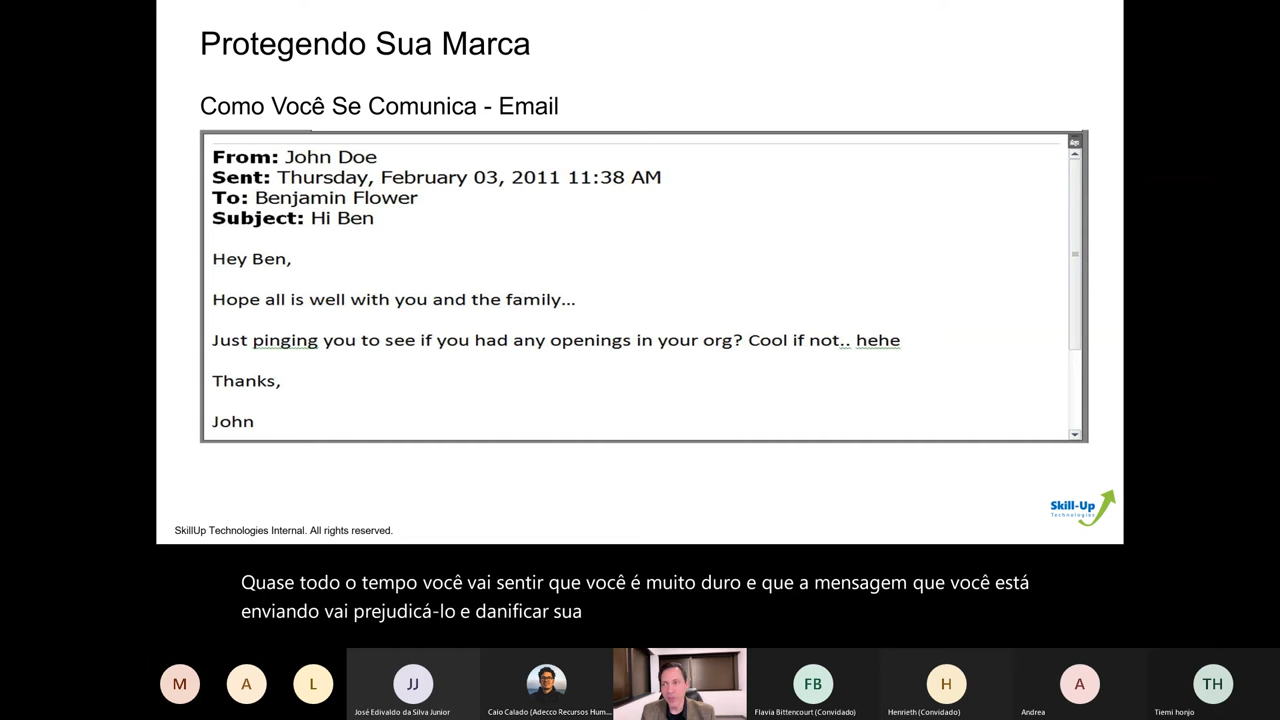 Protegendo Sua Marca
Como Você Se Comunica - Email
From: John Doe
Sent: Thursday, February 03, 2011 11:38 AM
To: Benjamin Flower
Subject: Hi Ben
Hey Ben,
Hope all is well with you and the family...
Just pinging you to see if you had any openings in your org? Cool if not.. hehe
Thanks,
John
Skill-Up
Technologies
SkillUp Technologies Internal. All rights reserved.
Quase todo o tempo você vai sentir que você é muito duro e que a mensagem que você está
enviando vai prejudicá-lo e danificar sua
M A L JJ FB H A TH
José Edivaldo da Silva Junior
Caio Calado (Adecco Recursos Hum...
Flavia Bittencourt (Convidado)
Henrieth (Convidado)
Andrea
Tiemi honjo